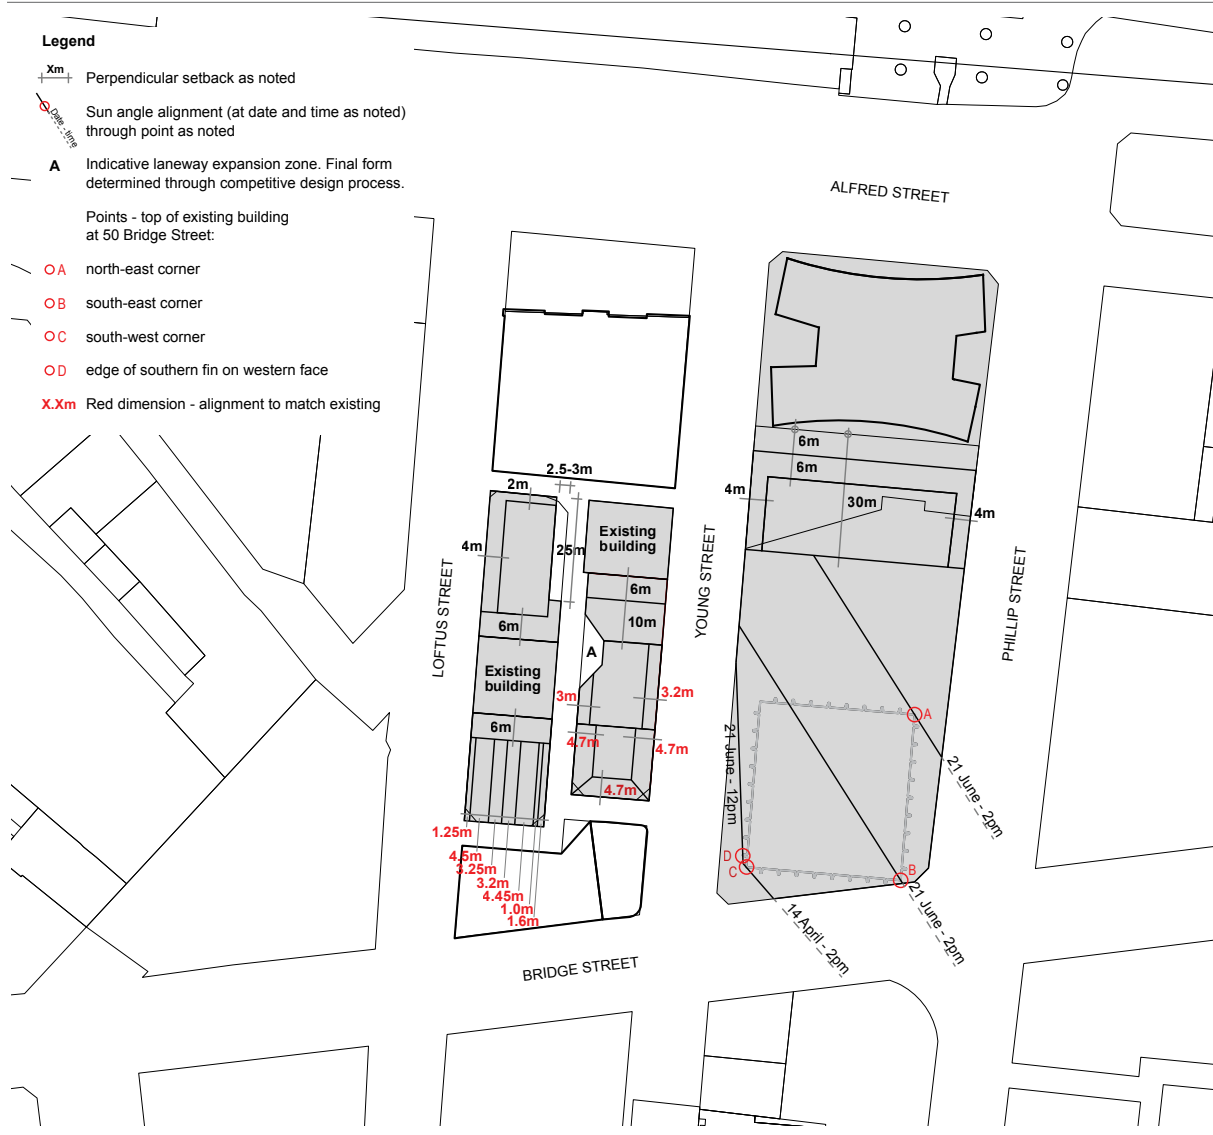 Legend
Xm
Perpendicular setback as noted
Date - time
Sun angle alignment (at date and time as noted)
through point as noted
A
Indicative laneway expansion zone. Final form
determined through competitive design process.
Points - top of existing building
at 50 Bridge Street:
A
north-east corner
B
south-east corner
C
south-west corner
D
edge of southern fin on western face
X.Xm
Red dimension - alignment to match existing
ALFRED STREET
6m
6m
4m
30m
4m
2.5-3m
2m
4m
25m
Existing
building
6m
10m
6m
Existing
building
6m
A
3m
3.2m
4.7m
4.7m
4.7m
1.25m
4.5m
3.25m
3.2m
4.45m
1.0m
1.6m
LOFTUS STREET
YOUNG STREET
PHILLIP STREET
BRIDGE STREET
A
B
C
D
21 June - 12pm
21 June - 2pm
21 June - 2pm
14 April - 2pm